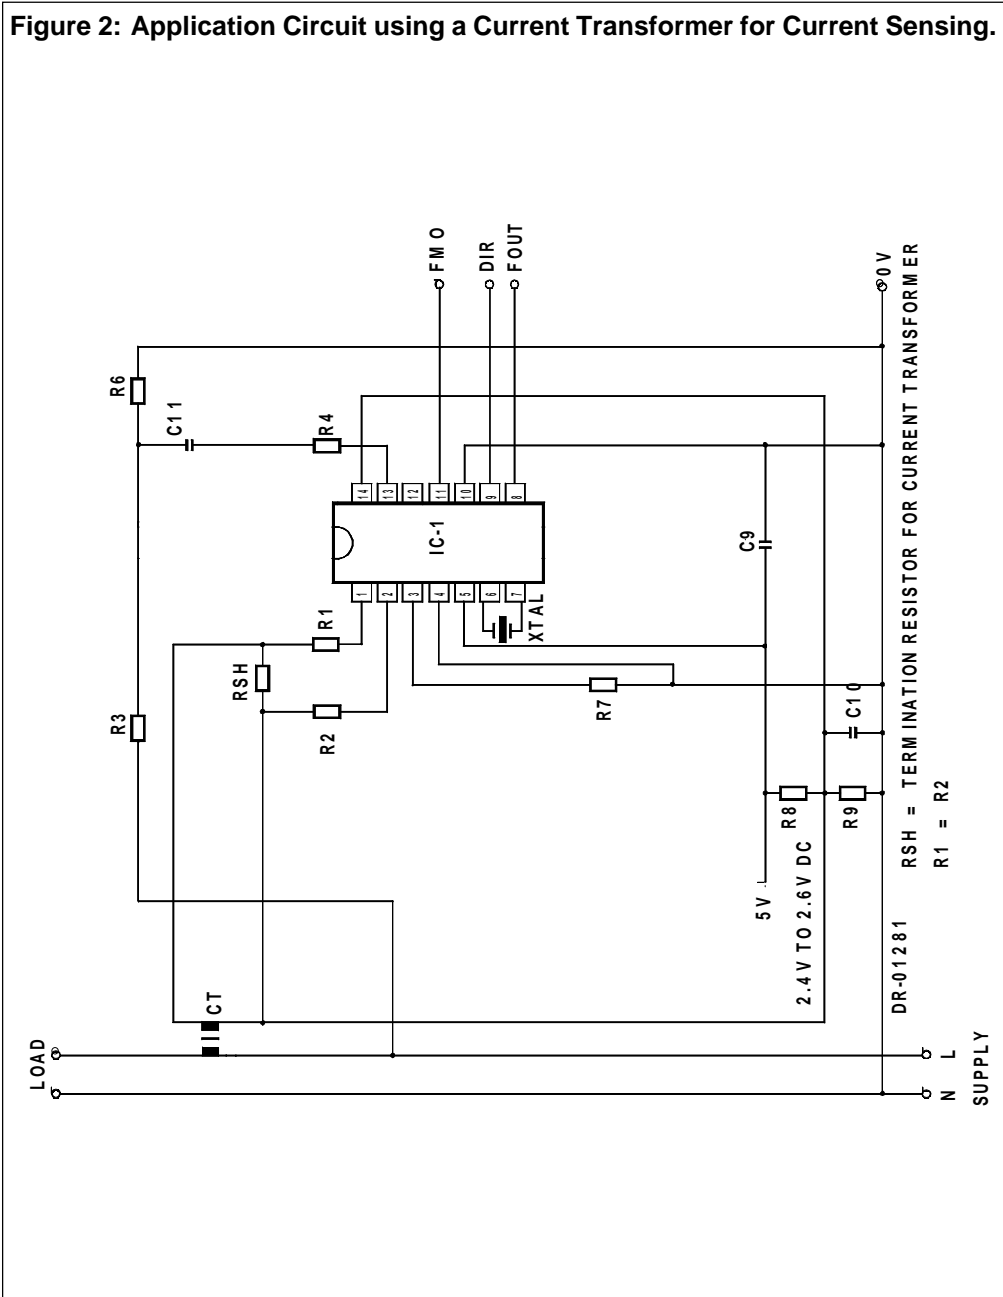 Figure 2: Application Circuit using a Current Transformer for Current Sensing.
FMO
DIR
FOUT
0V
R6
C11
R4
14
13
12
11
10
9
8
IC-1
1
2
3
4
5
6
7
XTAL
R1
RSH
R2
R3
R7
C9
C10
R8
R9
5V
2.4V TO 2.6V DC
RSH = TERMINATION RESISTOR FOR CURRENT TRANSFORMER
R1 = R2
DR-01281
CT
LOAD
L
N
SUPPLY